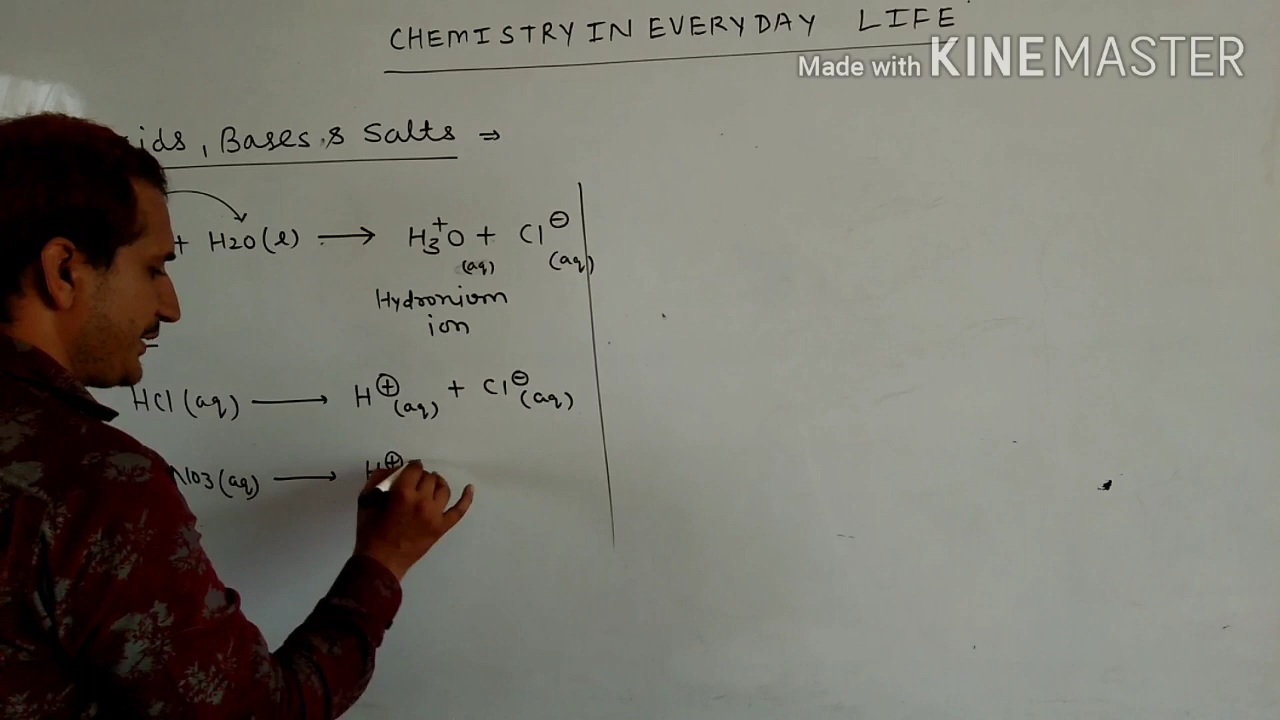 CHEMISTRY IN EVERYDAY LIFE
Made with KINEMASTER
ids, Bases & Salts ⇒
+ H2O(l) ⟶ H3⁺O(aq) + Cl⊖(aq)
Hydronium
ion
HCl(aq) ⟶ H⊕(aq) + Cl⊖(aq)
NO3(aq) ⟶ H⊕